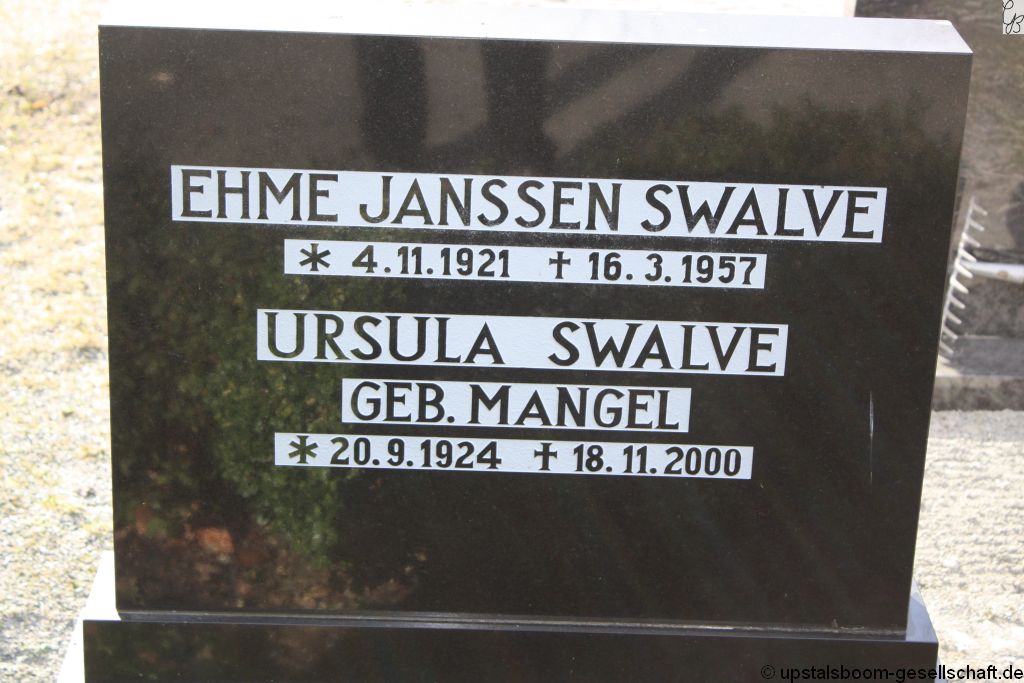 EHME JANSSEN SWALVE
* 4.11.1921 † 16.3.1957
URSULA SWALVE
GEB. MANGEL
* 20.9.1924 † 18.11.2000
© upstalsboom-gesellschaft.de